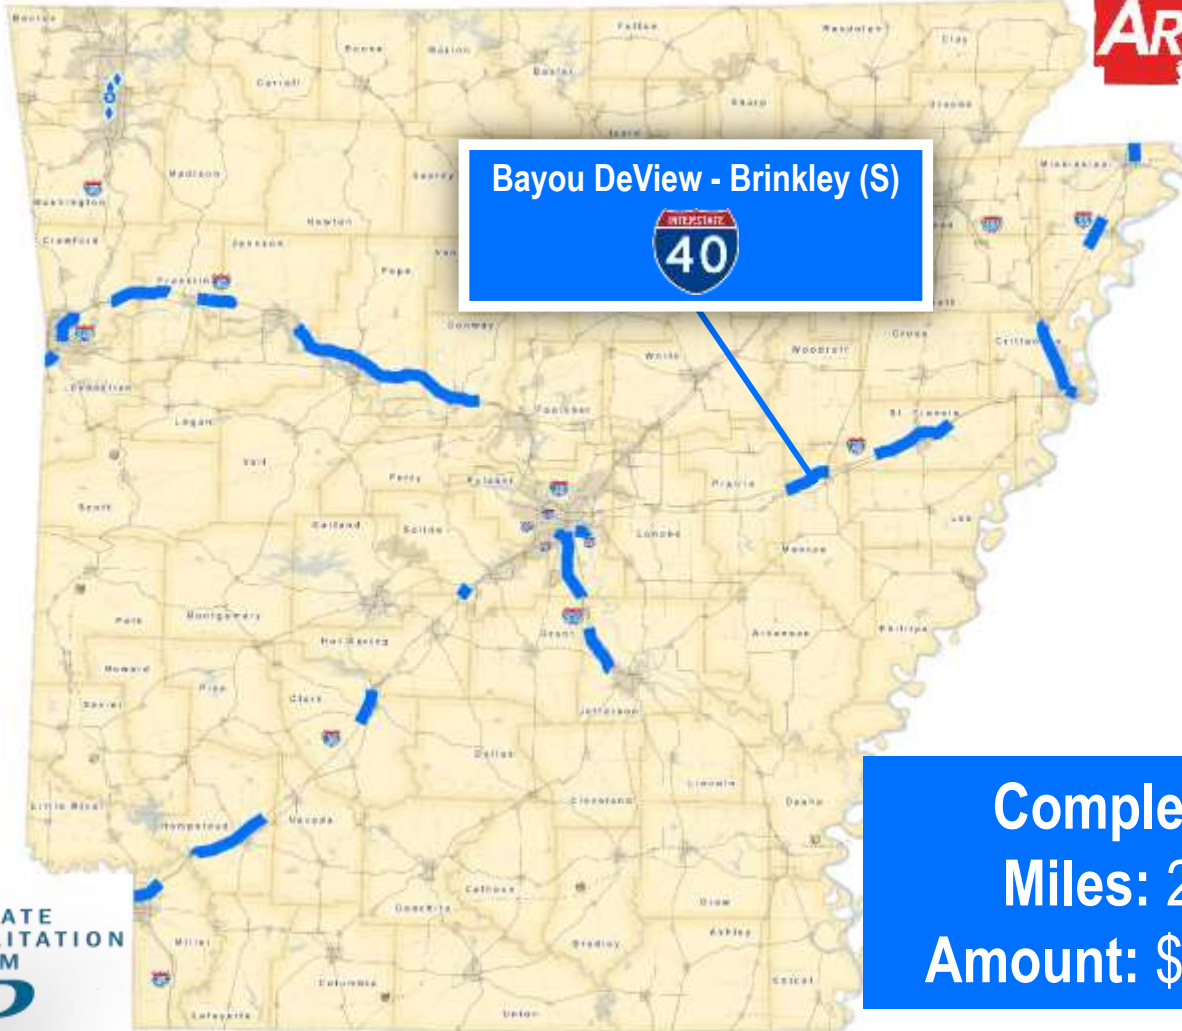 AR
Benton
Boone
Marion
Fulton
Randolph
Clay
Carroll
Baxter
Sharp
Greene
Izard
Madison
Searcy
Mississippi
Washington
Newton
Crawford
Johnson
Bayou DeView - Brinkley (S)
INTERSTATE
40
Franklin
Pope
Van
Conway
White
Woodruff
Cross
Crittenden
Sebastian
Logan
Faulkner
St. Francis
Yell
Perry
Pulaski
Prairie
Scott
Garland
Saline
Lonoke
Lee
Monroe
Polk
Montgomery
Hot Spring
Grant
Arkansas
Phillips
Howard
Pike
Clark
Sevier
Jefferson
Dallas
Lincoln
Little River
Hempstead
Nevada
Cleveland
Desha
Comple
Miles: 2
Amount: $
Calhoun
Ouachita
Drew
ATE
ITATION
M
Miller
Bradley
Ashley
Columbia
Chicot
Lafayette
Union